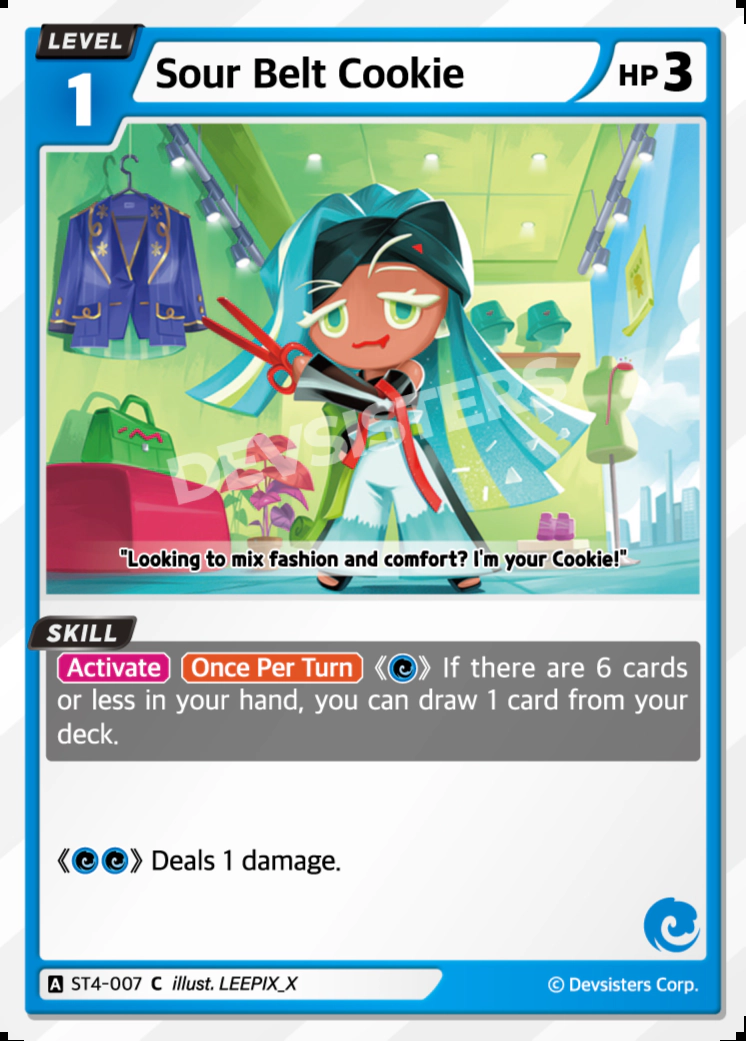 LEVEL
1
Sour Belt Cookie
HP 3
DEVSISTERS
"Looking to mix fashion and comfort? I'm your Cookie!"
SKILL
Activate Once Per Turn 《》 If there are 6 cards
or less in your hand, you can draw 1 card from your
deck.
《》 Deals 1 damage.
A ST4-007 C illust. LEEPIX_X
© Devsisters Corp.